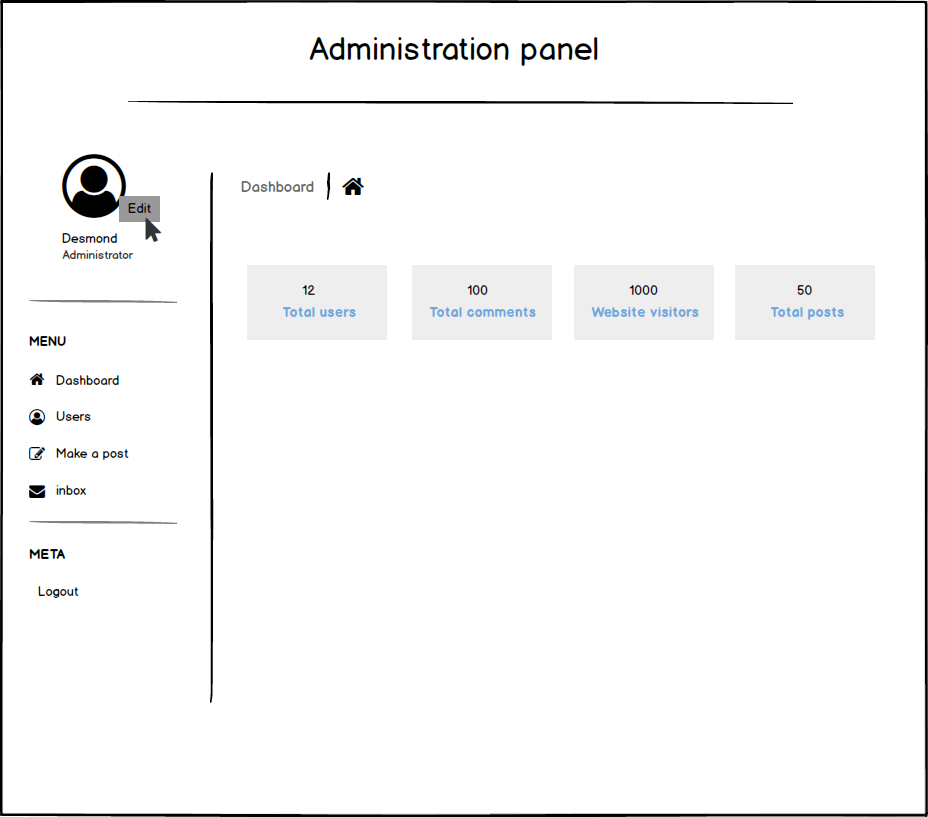 Administration panel
Edit
Desmond
Administrator
MENU
Dashboard
Users
Make a post
inbox
META
Logout
Dashboard
12
Total users
100
Total comments
1000
Website visitors
50
Total posts